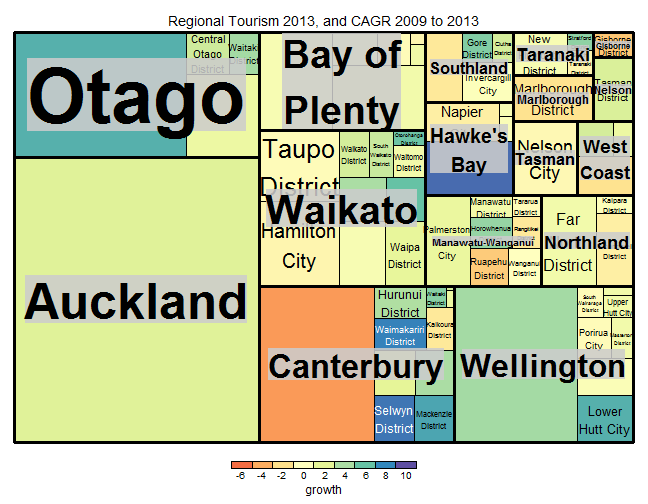 Regional Tourism 2013, and CAGR 2009 to 2013
Central
Otago
District
Waitaki
District
Otago
Bay of
Plenty
Southland
Gore
District
Clutha
District
Invercargill
City
New
Stratford
Taranaki
District
Taranaki
District
Gisborne
District
Gisborne
Tasman
District
Nelson
Marlborough
District
Marlborough
Napier
Hawke's
Bay
Nelson
City
Tasman
West
Coast
Taupo
District
Waikato
District
South
Waikato
District
Otorohanga
District
Waitomo
District
Waikato
Hamilton
City
Waipa
District
Manawatu
District
Tararua
District
Palmerston
City
Horowhenua
Rangitikei
Manawatu-Wanganui
Ruapehu
District
Wanganui
District
Far
District
Kaipara
District
Northland
Auckland
Hurunui
District
Waitaki
District
Waimakariri
District
Kaikoura
District
Canterbury
Selwyn
District
Mackenzie
District
South
Wairarapa
District
Upper
Hutt City
Porirua
City
Masterton
District
Wellington
Lower
Hutt City
-6 -4 -2 0 2 4 6 8 10
growth